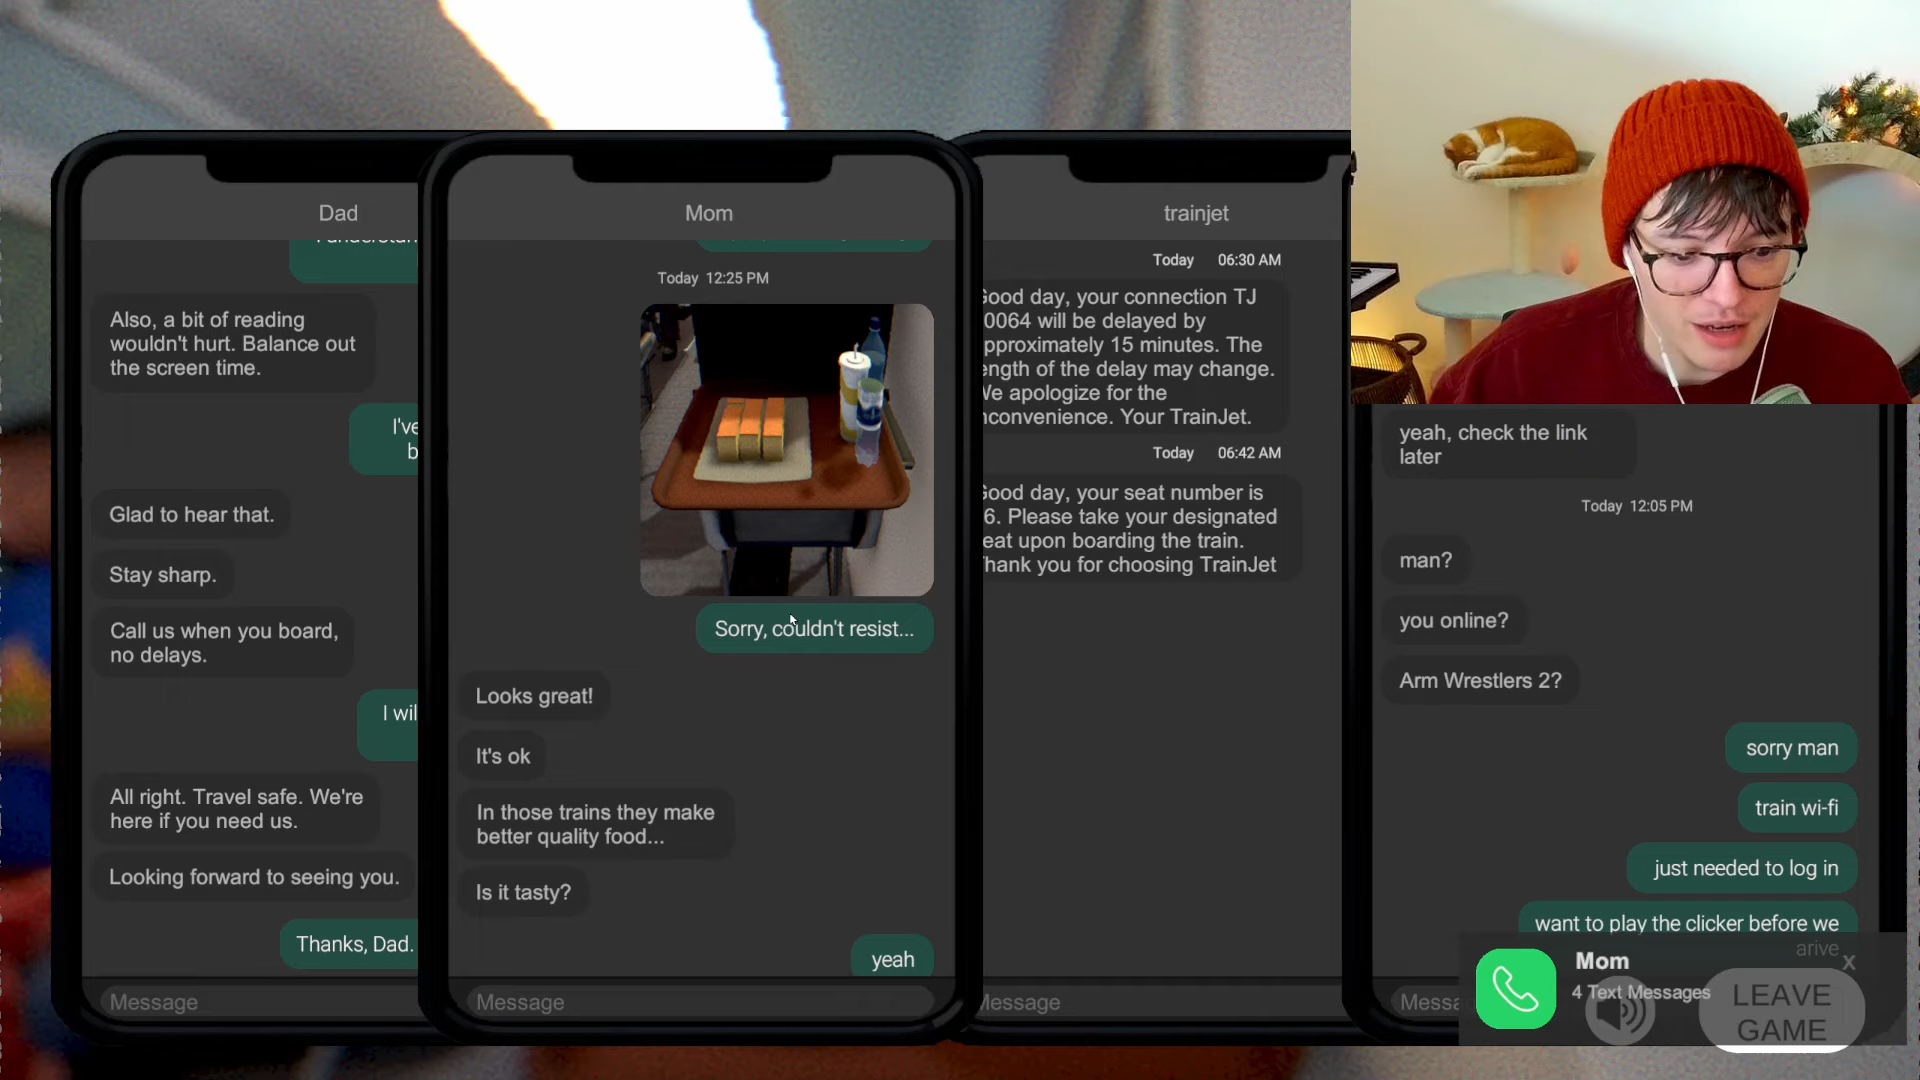 Dad
Also, a bit of reading
wouldn't hurt. Balance out
the screen time.
I've
b
Glad to hear that.
Stay sharp.
Call us when you board,
no delays.
I wil
All right. Travel safe. We're
here if you need us.
Looking forward to seeing you.
Thanks, Dad.
Message
Mom
Today 12:25 PM
Sorry, couldn't resist...
Looks great!
It's ok
In those trains they make
better quality food...
Is it tasty?
yeah
Message
trainjet
Today 06:30 AM
Good day, your connection TJ
0064 will be delayed by
pproximately 15 minutes. The
ength of the delay may change.
We apologize for the
nconvenience. Your TrainJet.
Today 06:42 AM
Good day, your seat number is
6. Please take your designated
eat upon boarding the train.
Thank you for choosing TrainJet
Message
yeah, check the link
later
Today 12:05 PM
man?
you online?
Arm Wrestlers 2?
sorry man
train wi-fi
just needed to log in
want to play the clicker before we
arive
Messa
Mom
X
4 Text Messages
LEAVE
GAME